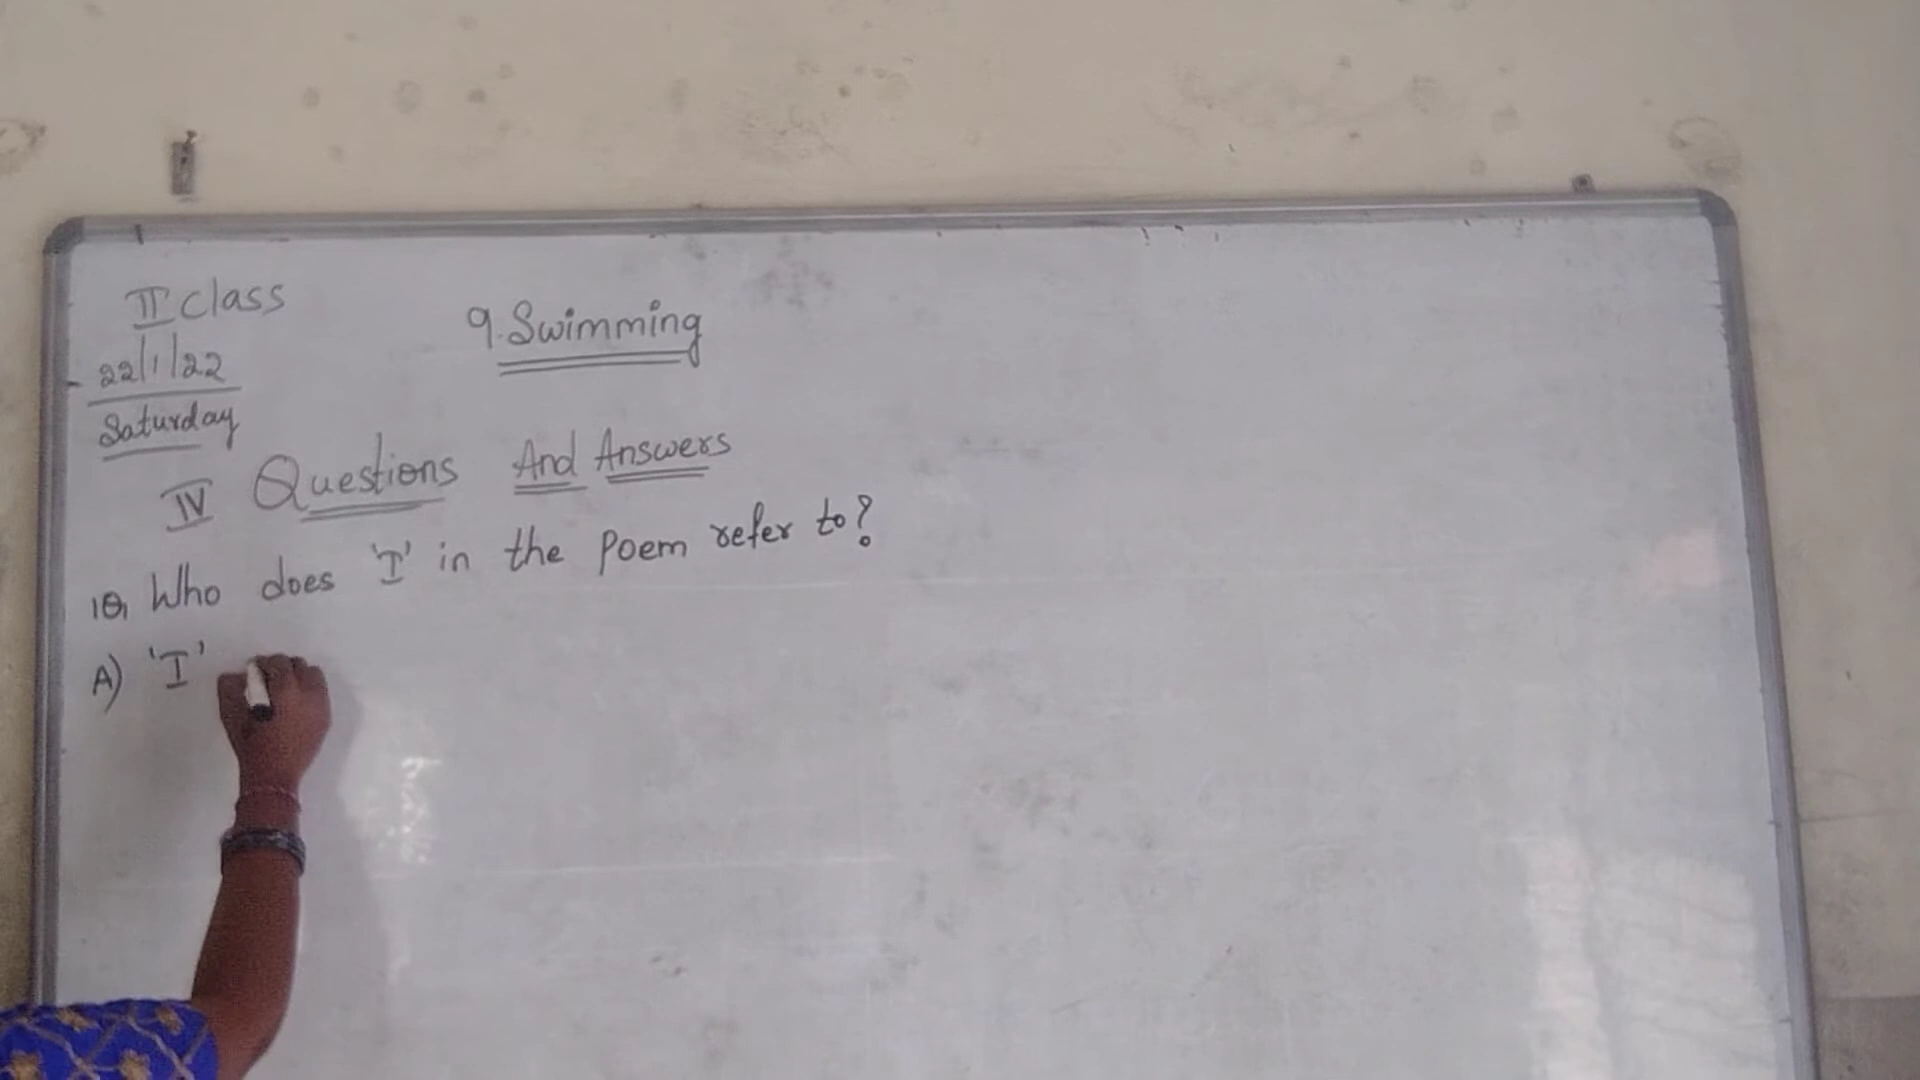 II class
22/1/22
Saturday
9. Swimming
IV Questions And Answers
1Q, Who does 'I' in the poem refer to?
A) 'I'